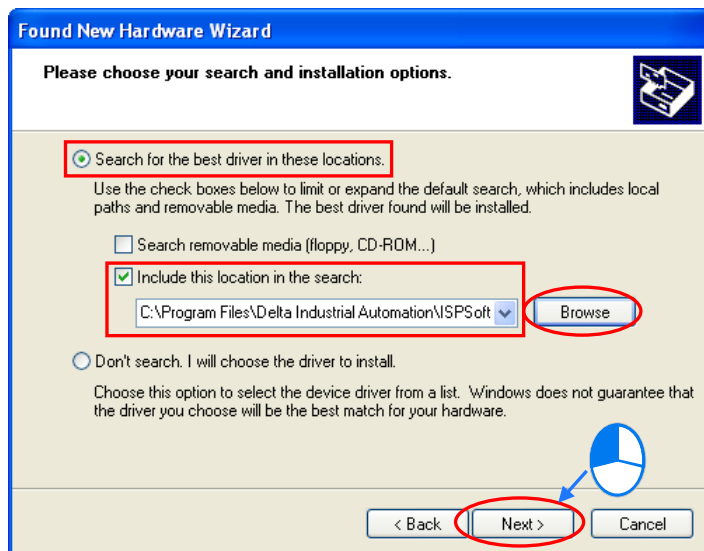 Found New Hardware Wizard
Please choose your search and installation options.
Search for the best driver in these locations.
Use the check boxes below to limit or expand the default search, which includes local
paths and removable media. The best driver found will be installed.
Search removable media (floppy, CD-ROM...)
Include this location in the search:
C:\Program Files\Delta Industrial Automation\ISPSoft
Browse
Don't search. I will choose the driver to install.
Choose this option to select the device driver from a list. Windows does not guarantee that
the driver you choose will be the best match for your hardware.
< Back Next > Cancel